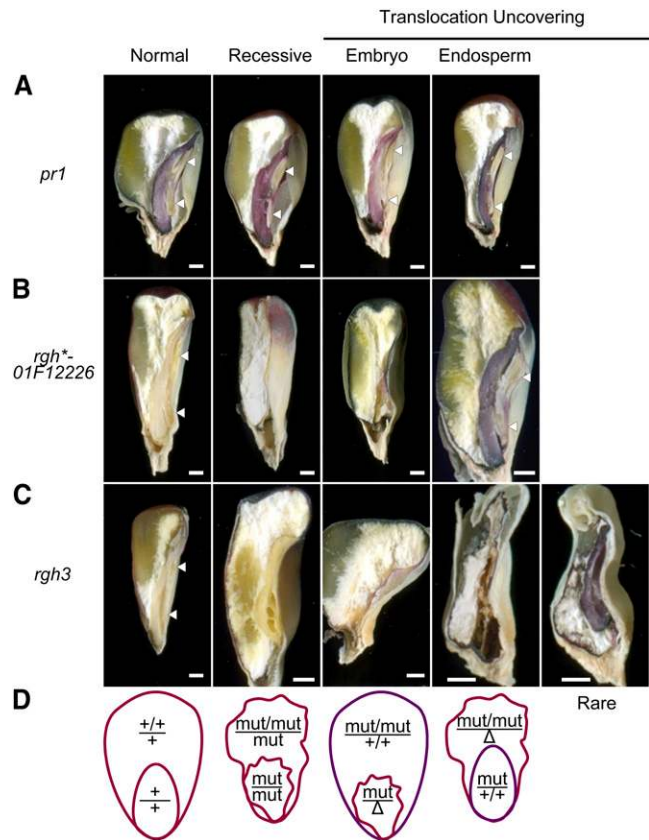 Translocation Uncovering
Normal Recessive Embryo Endosperm
A
pr1
B
rgh*-
01F12226
C
rgh3
D
Rare
+/+
+
+
+
mut/mut
mut
mut
mut
mut/mut
+/+
mut
Δ
mut/mut
Δ
mut
+/+